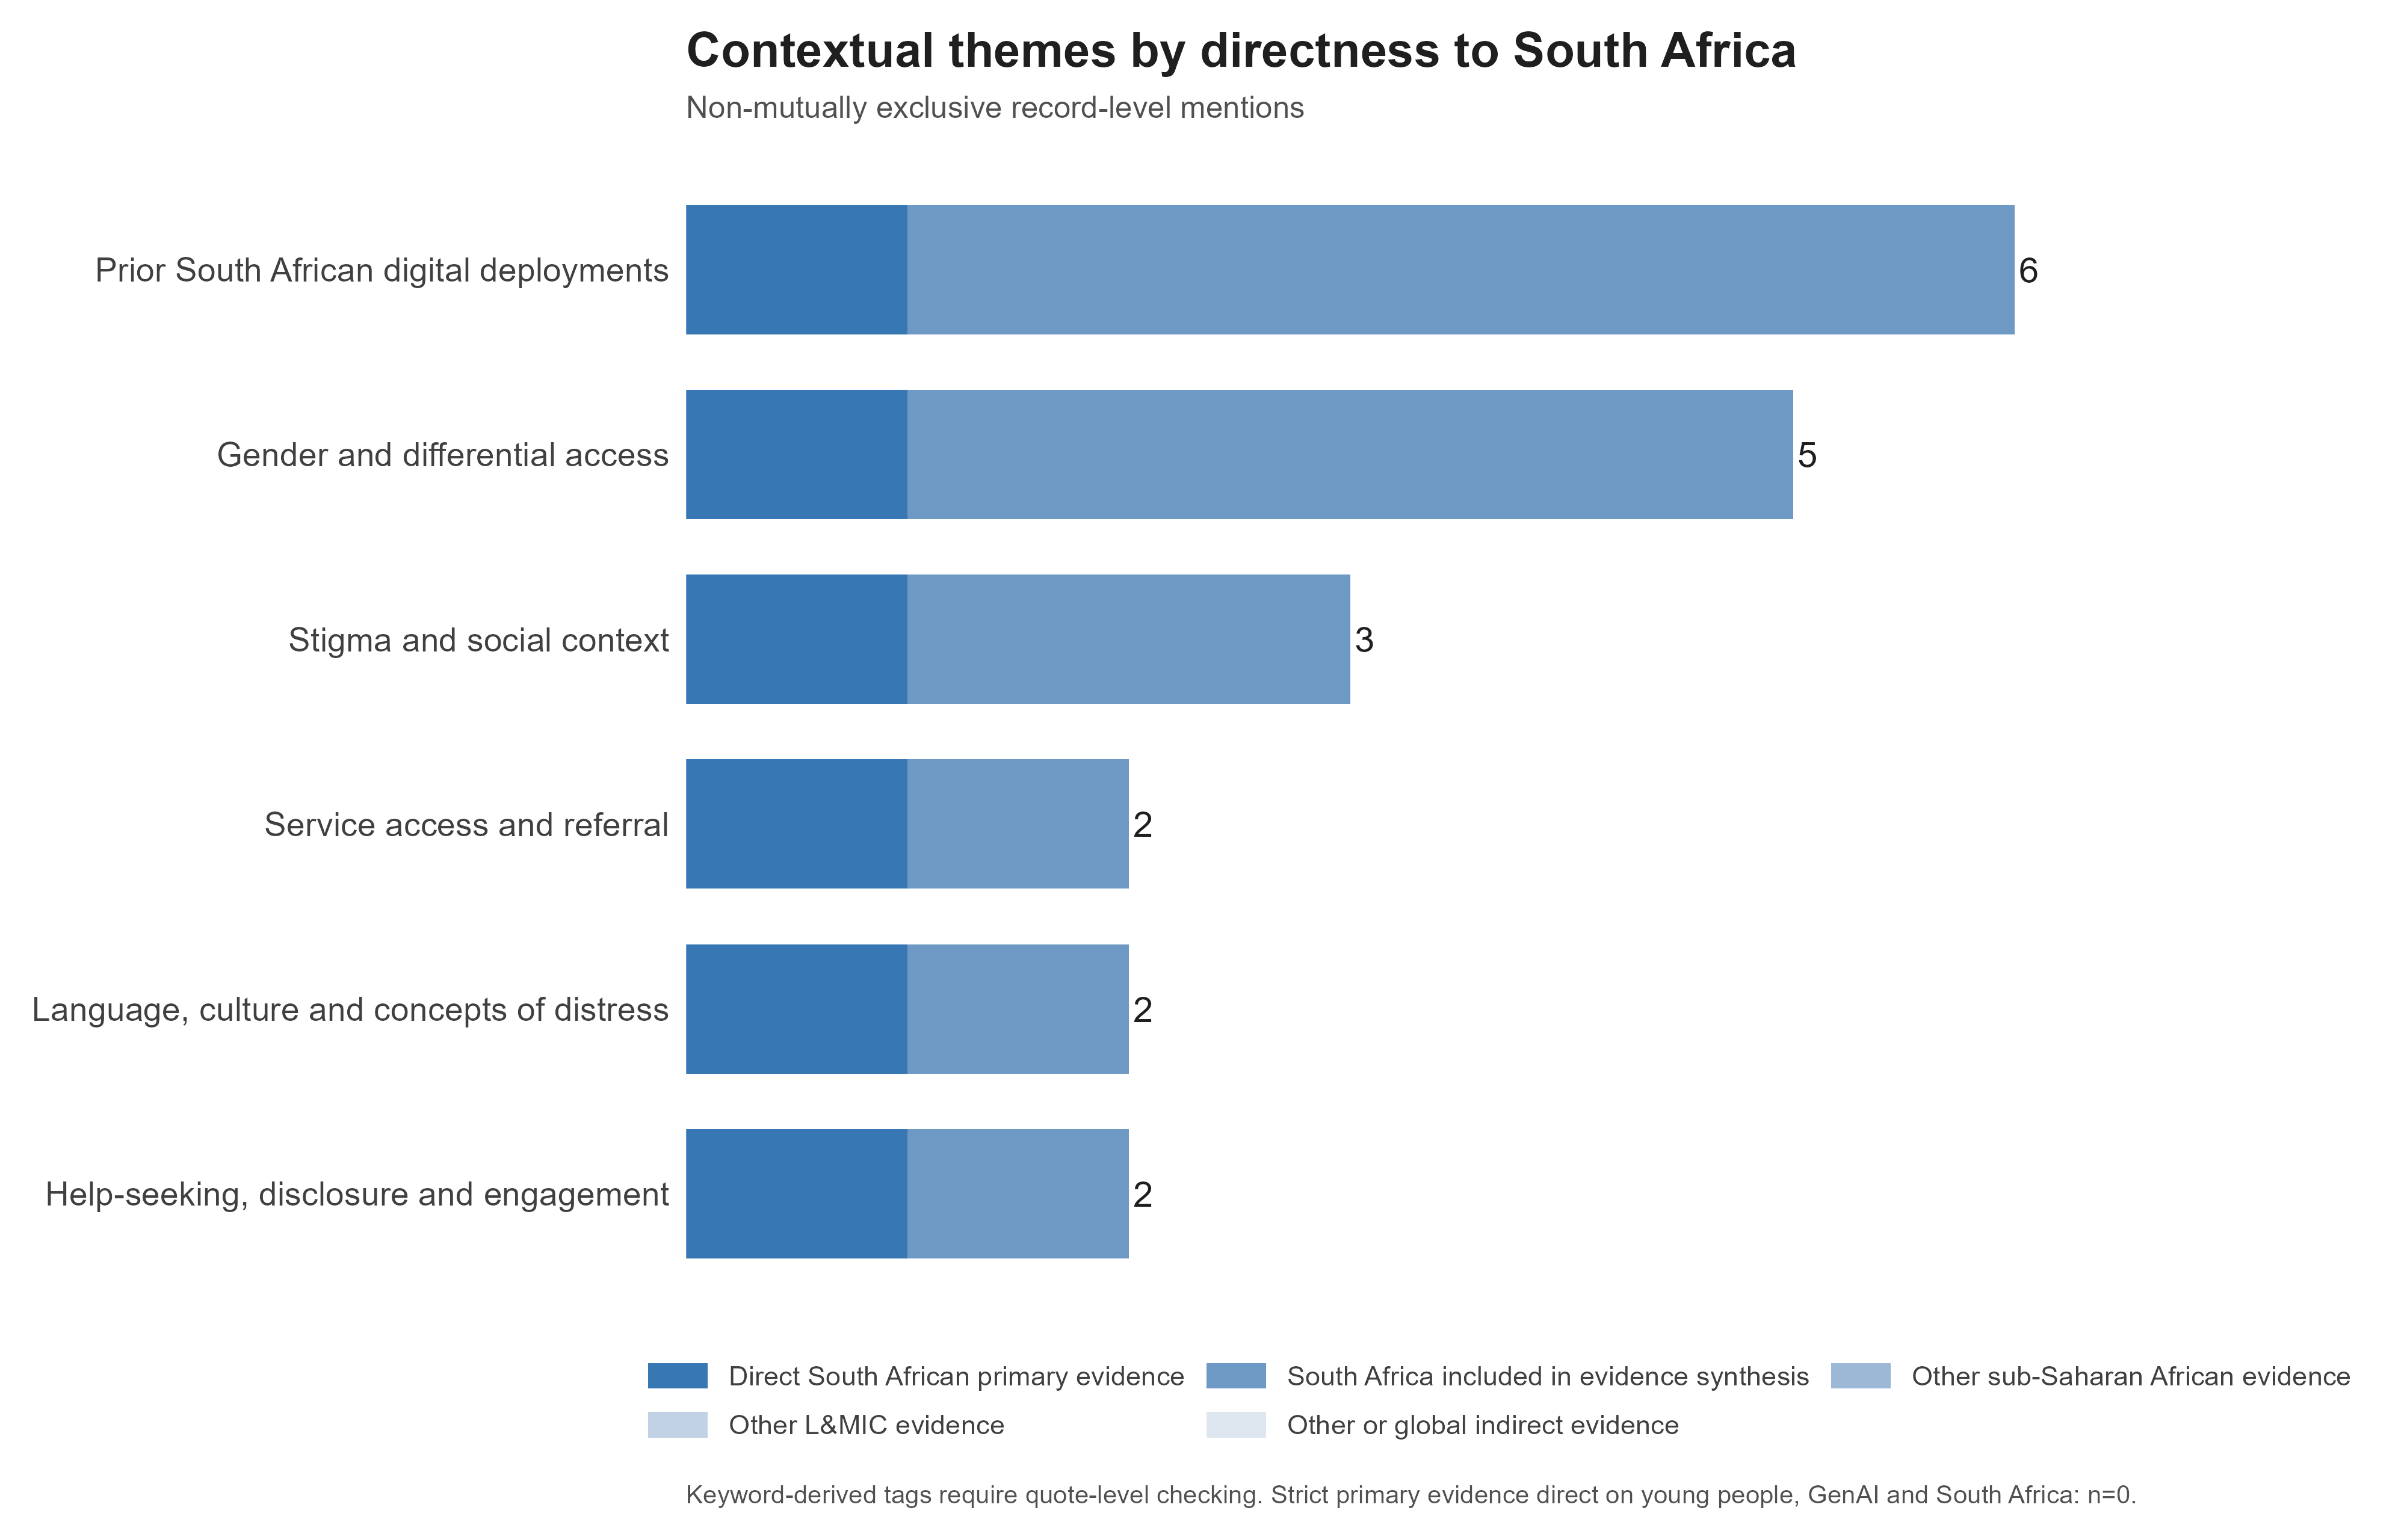 Contextual themes by directness to South Africa
Non-mutually exclusive record-level mentions
Prior South African digital deployments 6
Gender and differential access 5
Stigma and social context 3
Service access and referral 2
Language, culture and concepts of distress 2
Help-seeking, disclosure and engagement 2
Direct South African primary evidence South Africa included in evidence synthesis Other sub-Saharan African evidence
Other L&MIC evidence Other or global indirect evidence
Keyword-derived tags require quote-level checking. Strict primary evidence direct on young people, GenAI and South Africa: n=0.